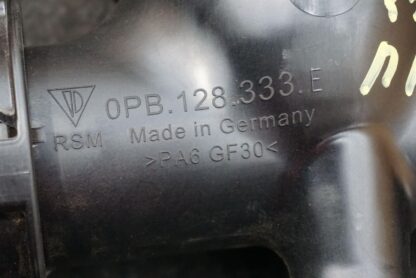 0PB.128.333.E
RSM Made in Germany
>PA6 GF30<